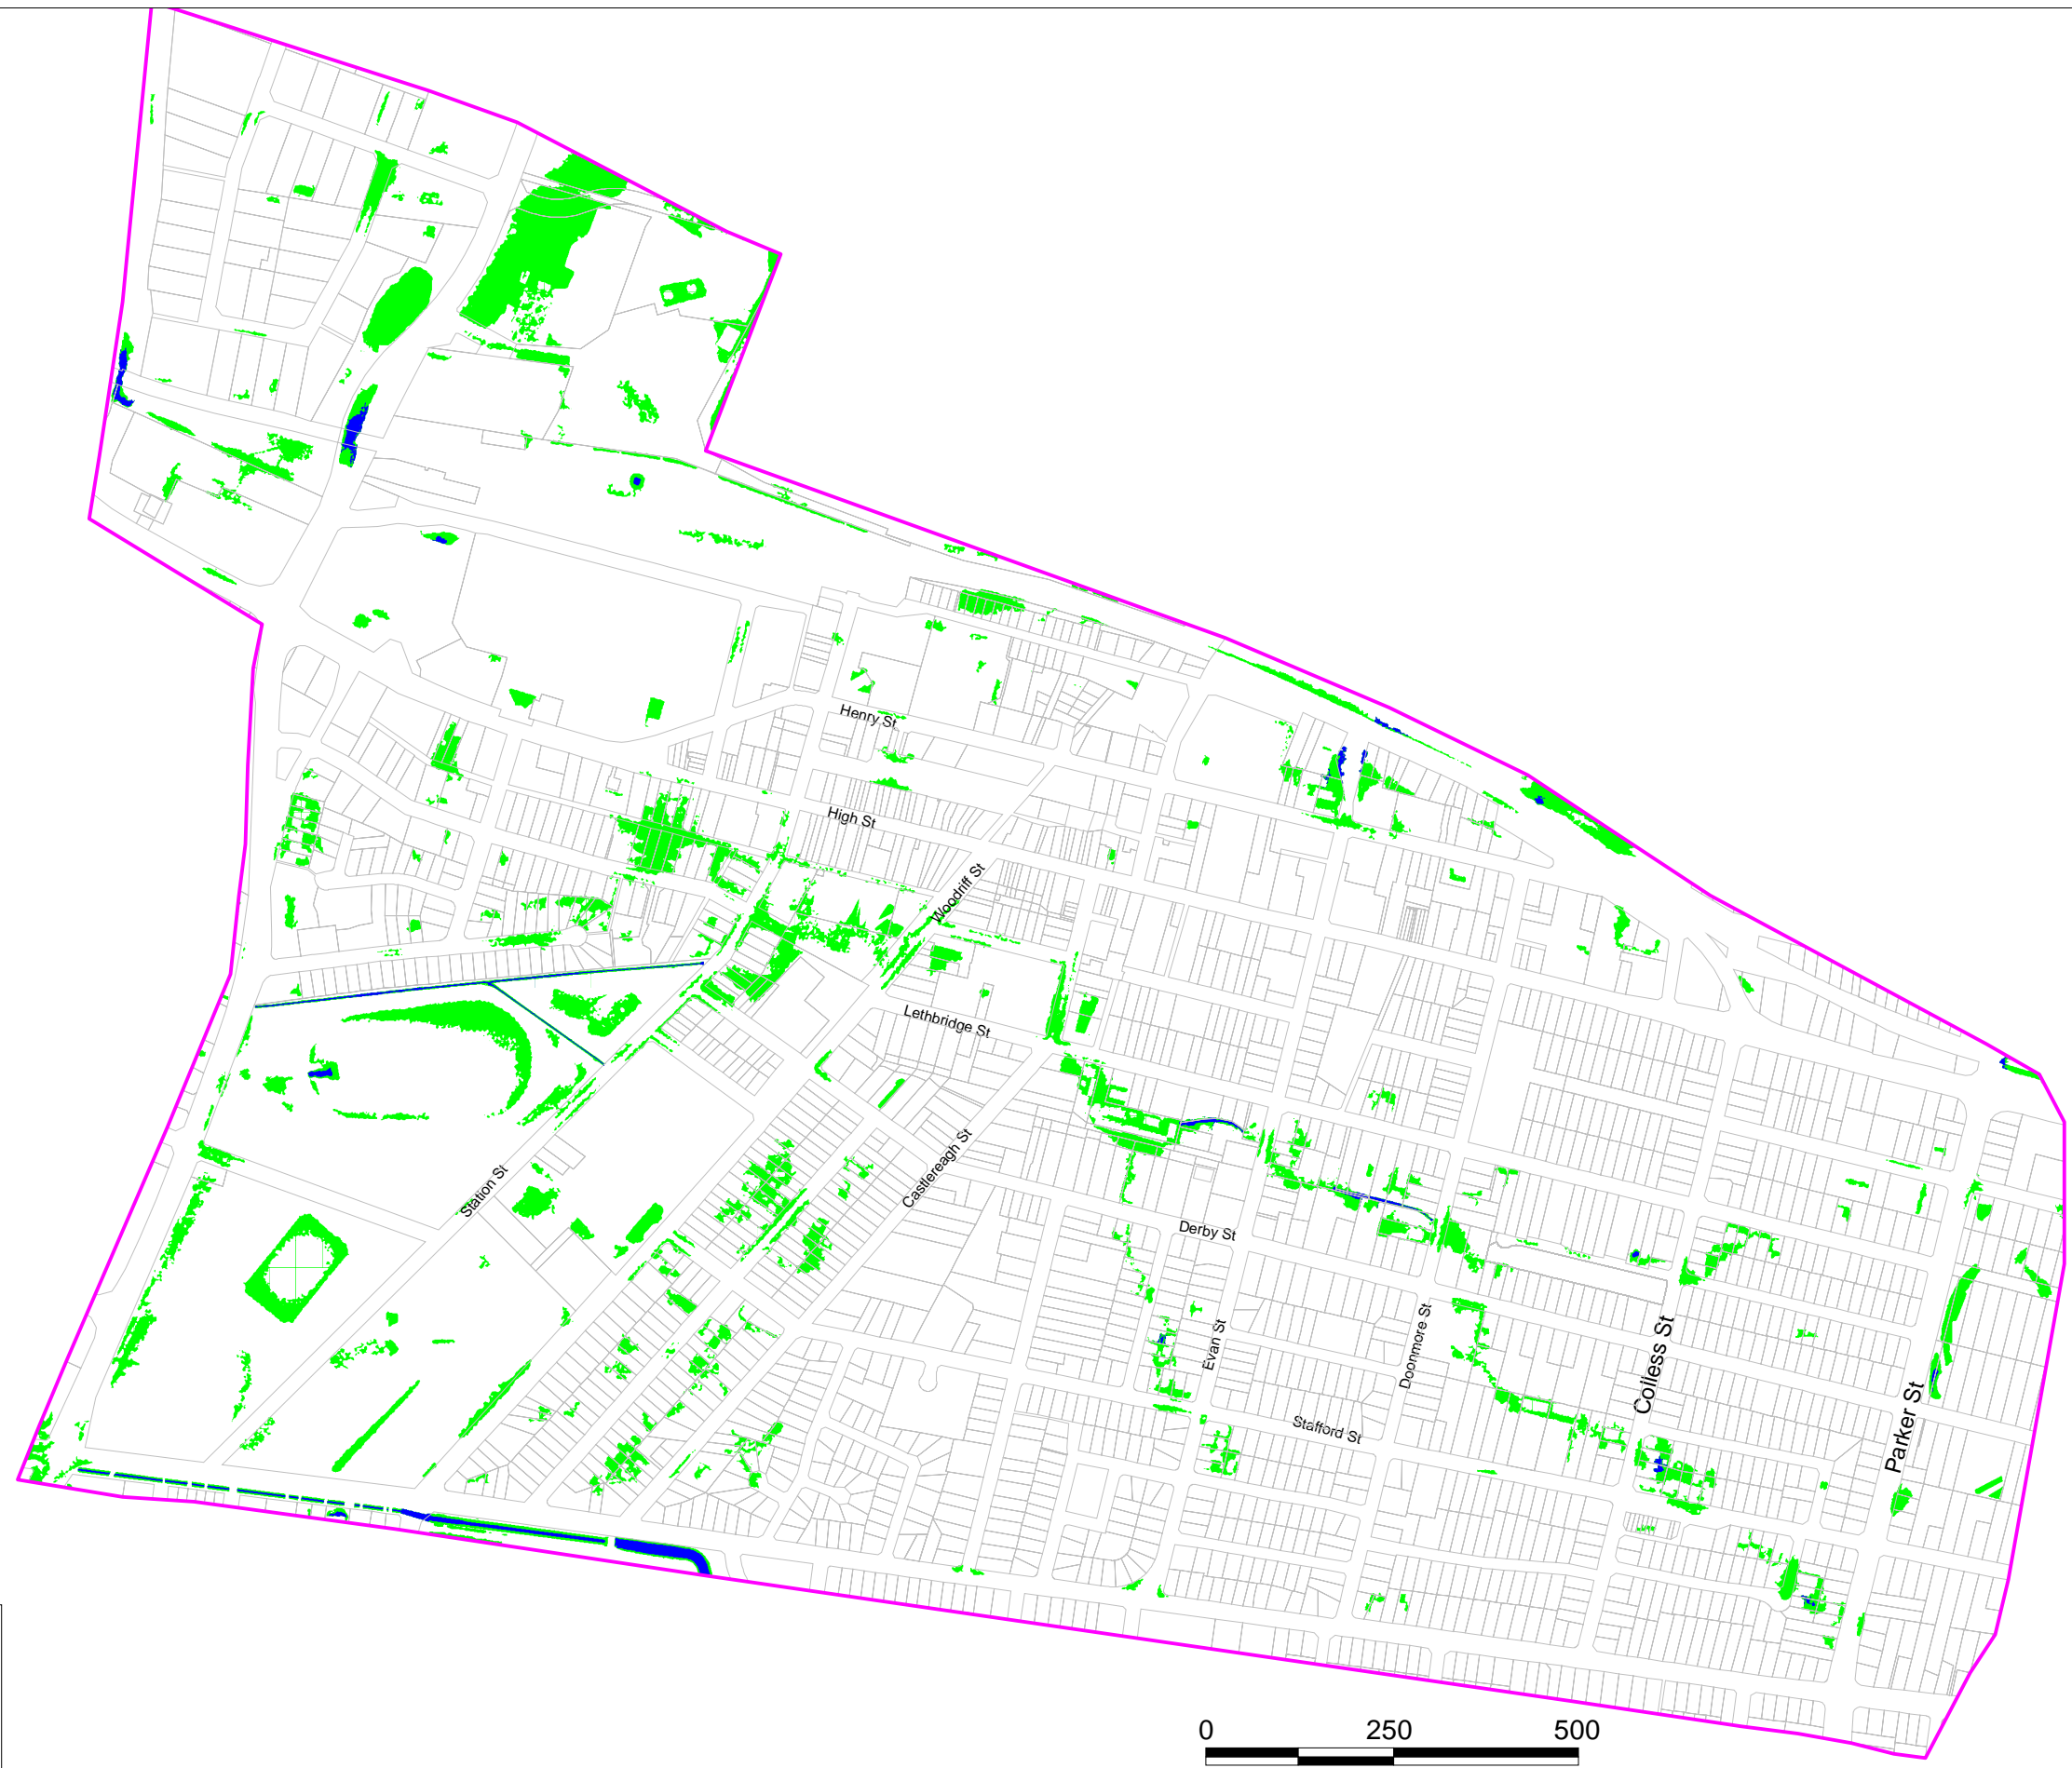 Henry St
High St
Woodriff St
Lethbridge St
Castlereagh St
Station St
Derby St
Evan St
Doonmore St
Colless St
Stafford St
Parker St
0 250 500